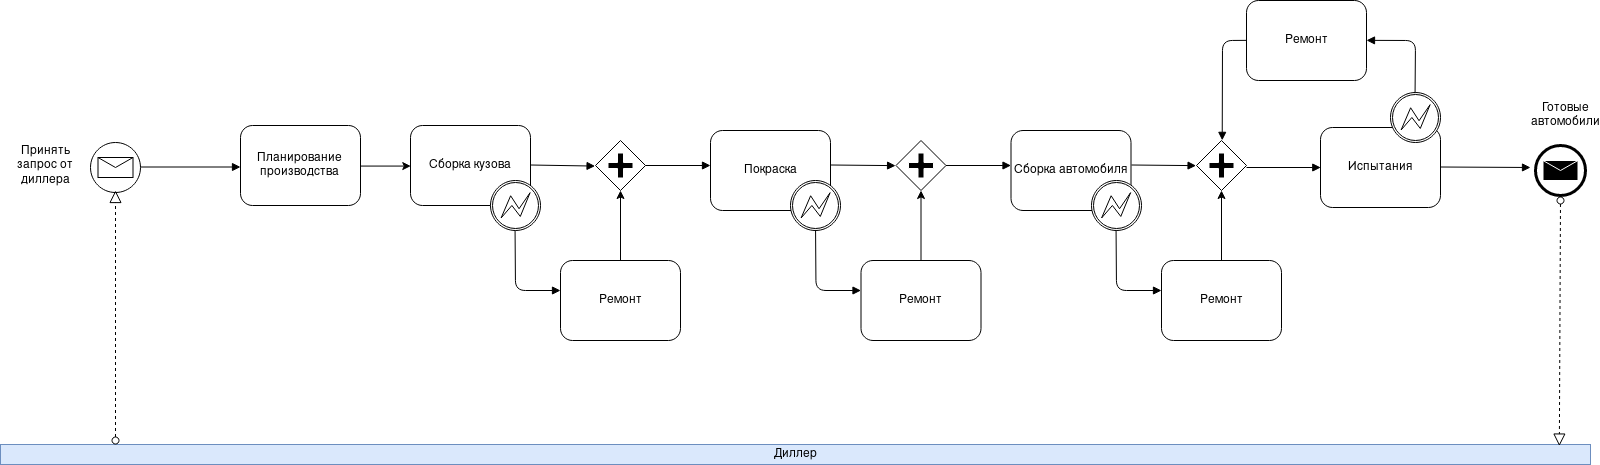 Ремонт
Готовые
автомобили
Принять
запрос от
диллера
Планирование
производства
Сборка кузова
Покраска
Сборка автомобиля
Испытания
Ремонт
Ремонт
Ремонт
Диллер